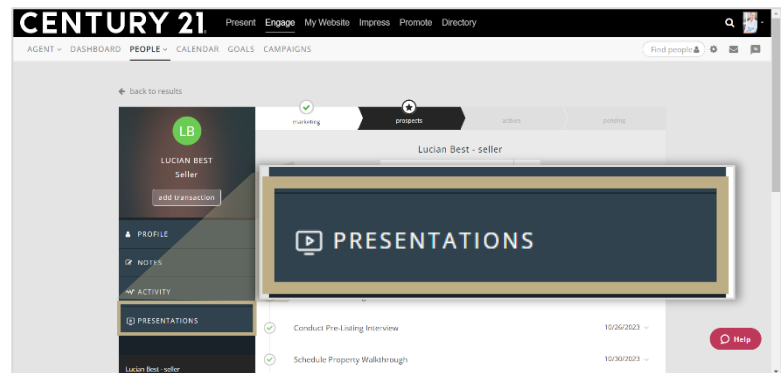 CENTURY 21.
Present Engage My Website Impress Promote Directory
AGENT DASHBOARD PEOPLE CALENDAR GOALS CAMPAIGNS
Find people
back to results
marketing prospects actives pending
LB
LUCIAN BEST
Seller
add transaction
Lucian Best - seller
PROFILE
NOTES
ACTIVITY
PRESENTATIONS
PRESENTATIONS
Conduct Pre-Listing Interview 10/26/2023
Schedule Property Walkthrough 10/30/2023
Lucian Best - seller
Help